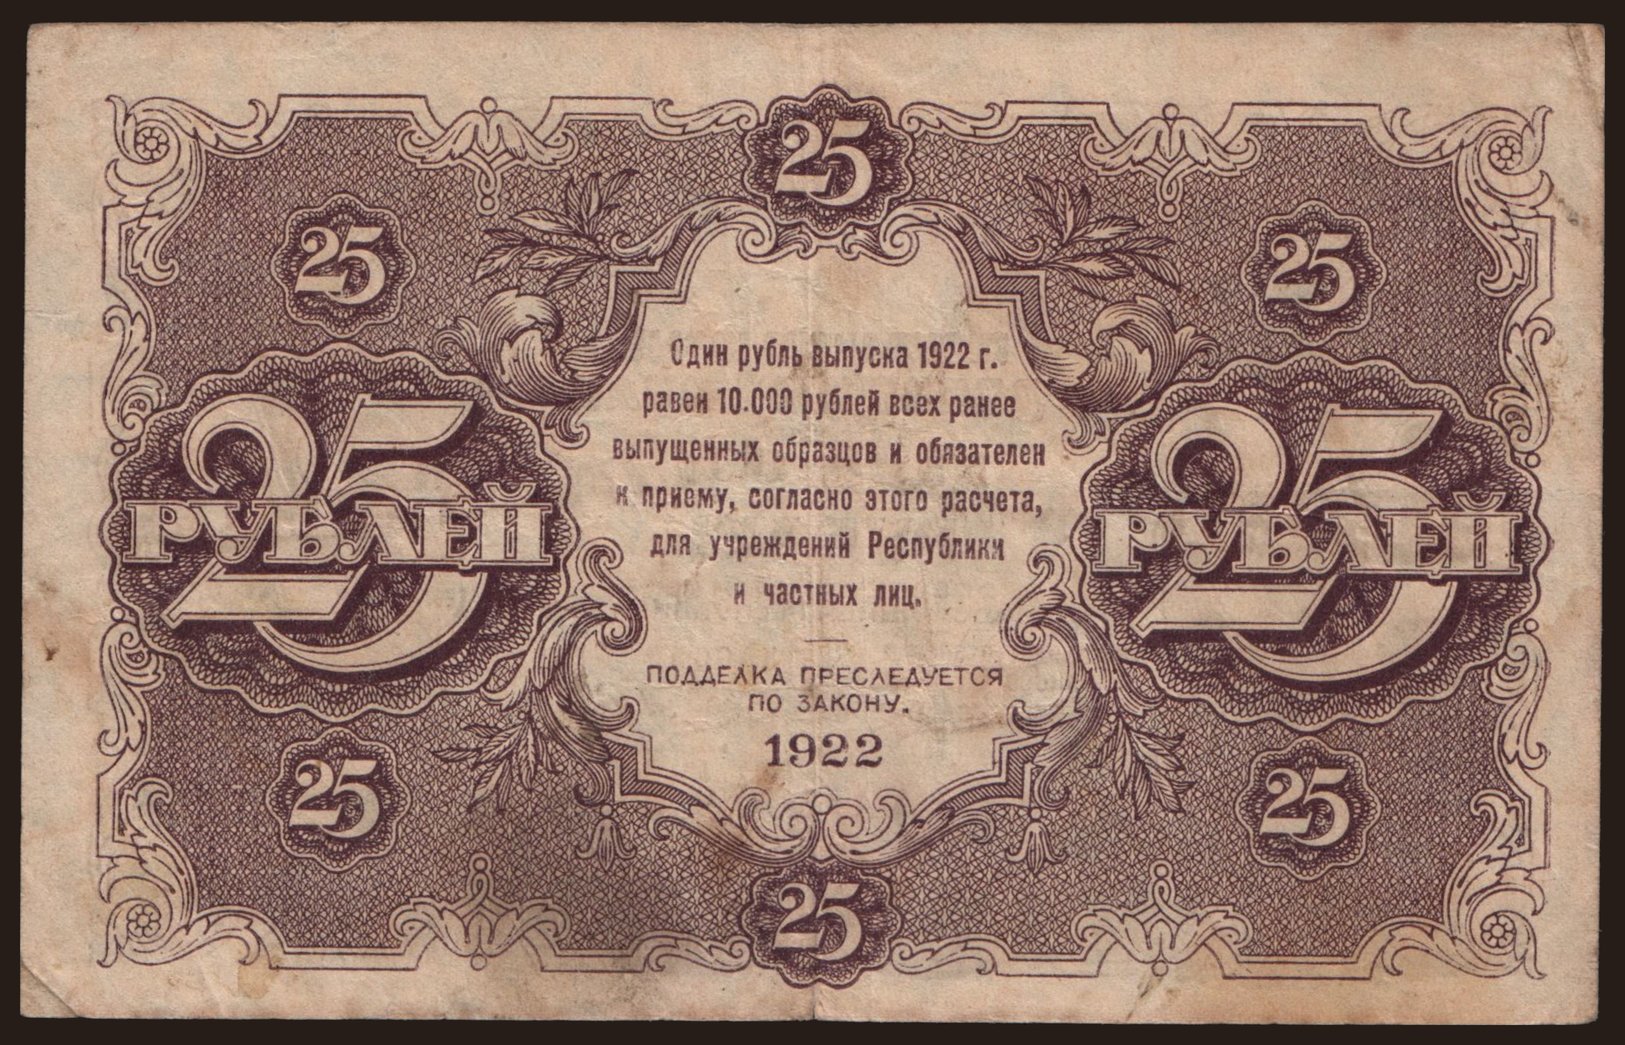 25
25
25
Один рубль выпуска 1922 г.
равен 10.000 рублей всех ранее
выпущенных образцов и обязателен
к приему, согласно этого расчета,
для учреждений Республики
и частных лиц.
25
РУБЛЕЙ
25
РУБЛЕЙ
ПОДДЕЛКА ПРЕСЛЕДУЕТСЯ
ПО ЗАКОНУ.
1922
25
25
25